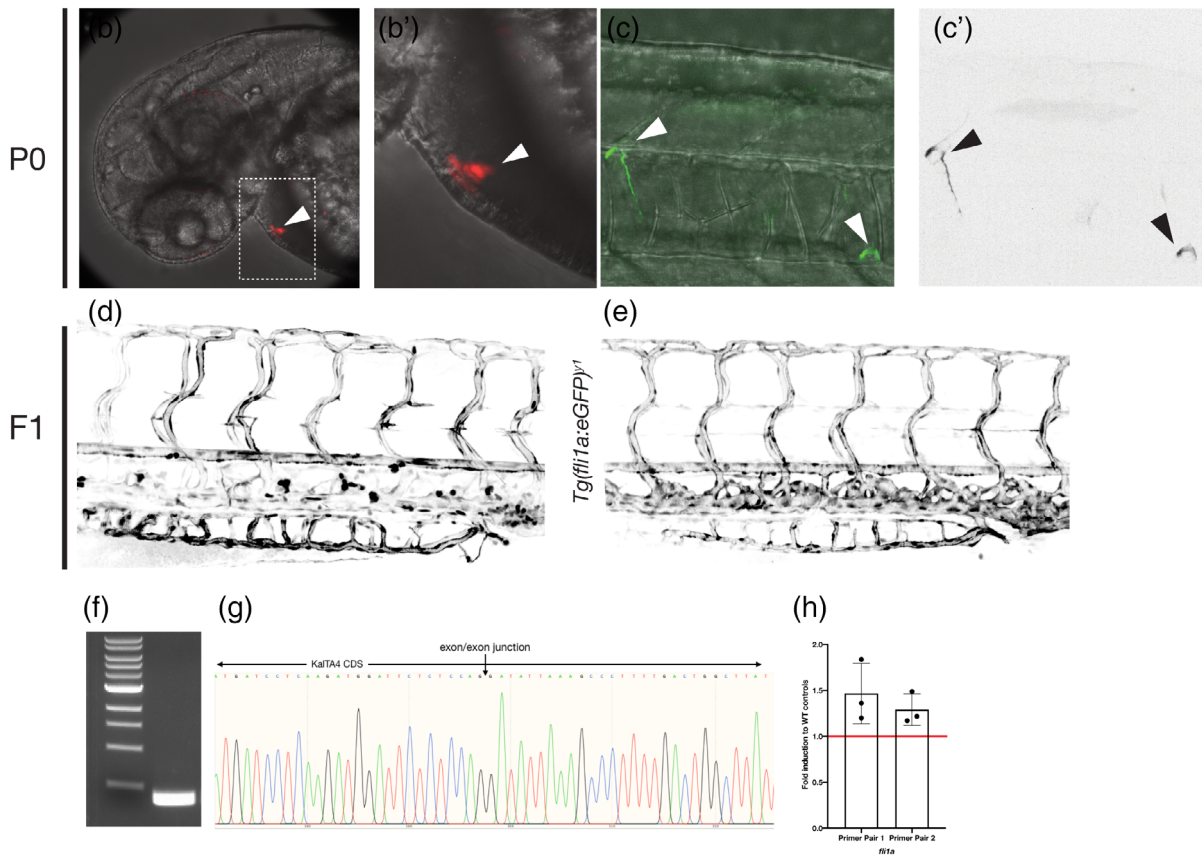 P0
(b)
(b')
(c)
(c')
F1
(d)
(e)
Tg(fli1a:eGFP)y1
(f)
(g)
(h)
exon/exon junction
KalTA4 CDS
ATGATCCTCAAGATGGATTCTCTCCAGGATATTAAAGCCCTTTTGACTGGCTTAT
Fold induction to WT controls
2.0
1.5
1.0
0.5
0.0
Primer Pair 1
Primer Pair 2
fli1a